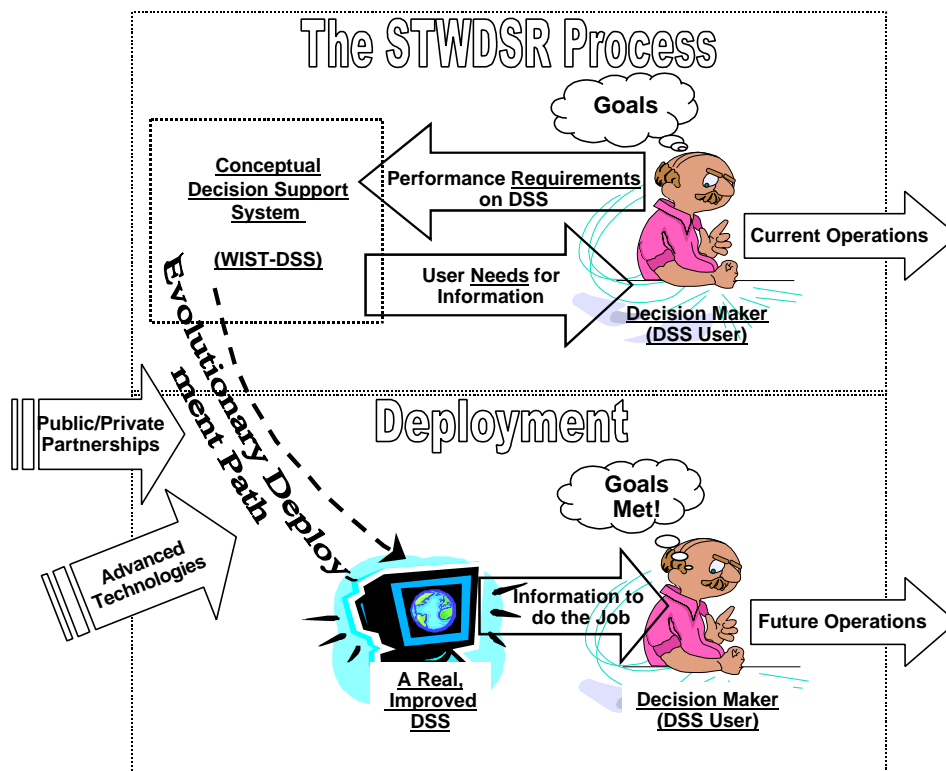 The STWDSR Process
Goals
Conceptual
Decision Support
System
(WIST-DSS)
Performance Requirements
on DSS
User Needs for
Information
Decision Maker
(DSS User)
Current Operations
Evolutionary Deploy-
ment Path
Public/Private
Partnerships
Advanced
Technologies
Deployment
Goals
Met!
A Real,
Improved
DSS
Information to
do the Job
Decision Maker
(DSS User)
Future Operations